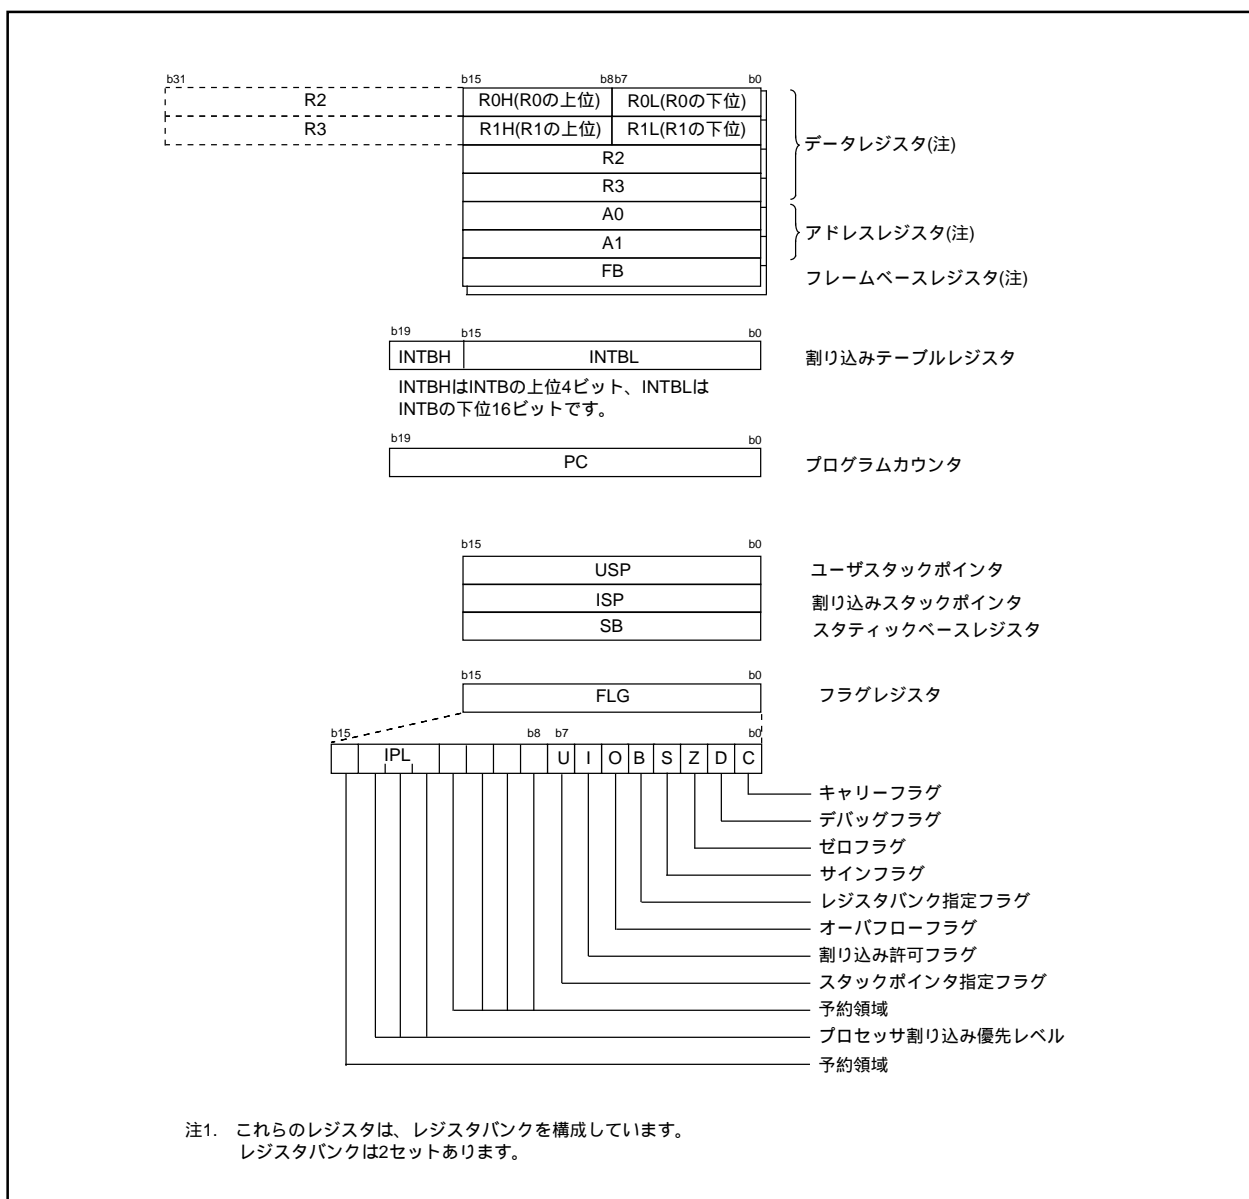 b31 b15 b8b7 b0
R2 R0H(R0の上位) R0L(R0の下位)
R3 R1H(R1の上位) R1L(R1の下位)
データレジスタ(注)
R2
R3
A0
アドレスレジスタ(注)
A1
FB フレームベースレジスタ(注)
b19 b15 b0
INTBH INTBL 割り込みテーブルレジスタ
INTBHはINTBの上位4ビット、INTBLは
INTBの下位16ビットです。
b19 b0
PC プログラムカウンタ
b15 b0
USP ユーザスタックポインタ
ISP 割り込みスタックポインタ
SB スタティックベースレジスタ
b15 b0
FLG フラグレジスタ
b15 b8 b7 b0
IPL U I O B S Z D C
キャリーフラグ
デバッグフラグ
ゼロフラグ
サインフラグ
レジスタバンク指定フラグ
オーバフローフラグ
割り込み許可フラグ
スタックポインタ指定フラグ
予約領域
プロセッサ割り込み優先レベル
予約領域
注1. これらのレジスタは、レジスタバンクを構成しています。
レジスタバンクは2セットあります。